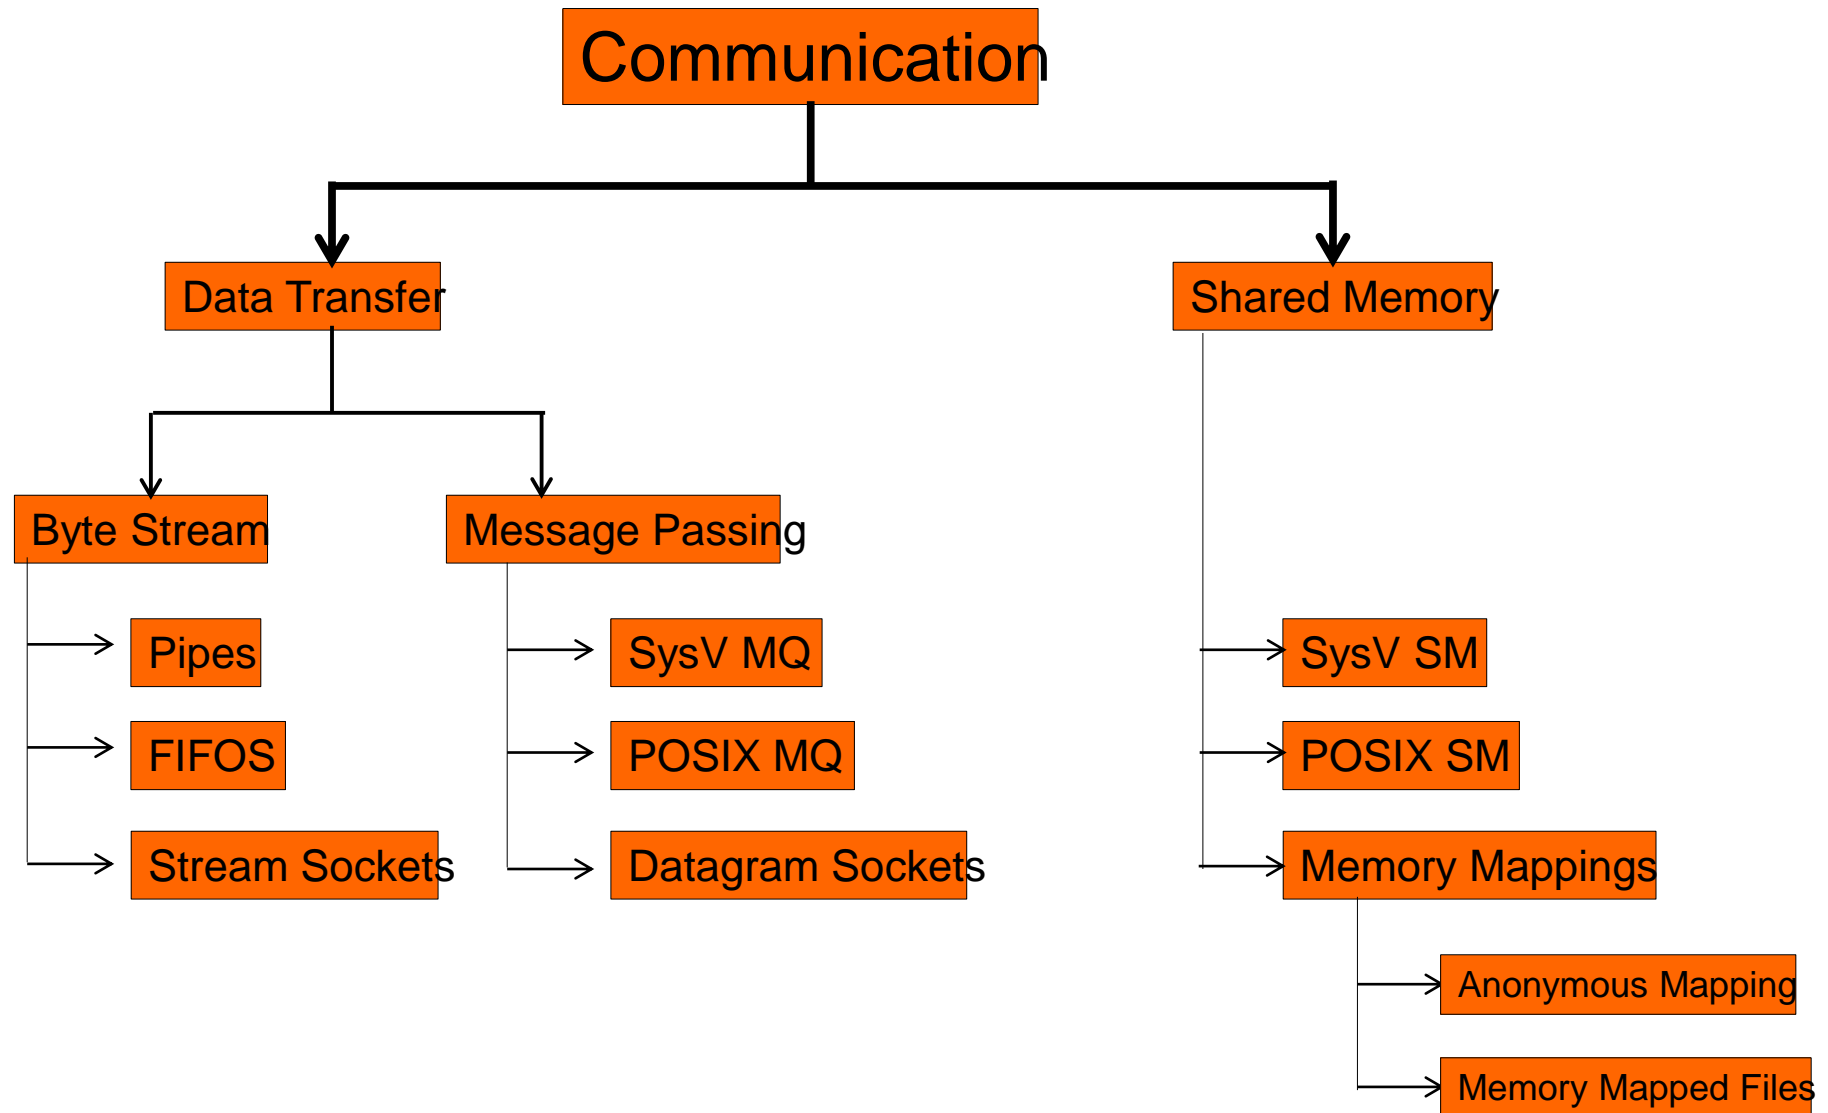 Communication
Data Transfer
Shared Memory
Byte Stream
Message Passing
Pipes
SysV MQ
SysV SM
FIFOS
POSIX MQ
POSIX SM
Stream Sockets
Datagram Sockets
Memory Mappings
Anonymous Mapping
Memory Mapped Files